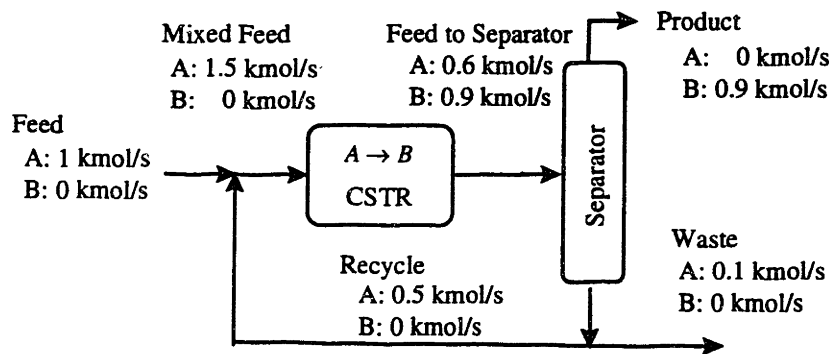 Mixed Feed
A: 1.5 kmol/s
B: 0 kmol/s
Feed to Separator
A: 0.6 kmol/s
B: 0.9 kmol/s
Product
A: 0 kmol/s
B: 0.9 kmol/s
Feed
A: 1 kmol/s
B: 0 kmol/s
A → B
CSTR
Separator
Recycle
A: 0.5 kmol/s
B: 0 kmol/s
Waste
A: 0.1 kmol/s
B: 0 kmol/s